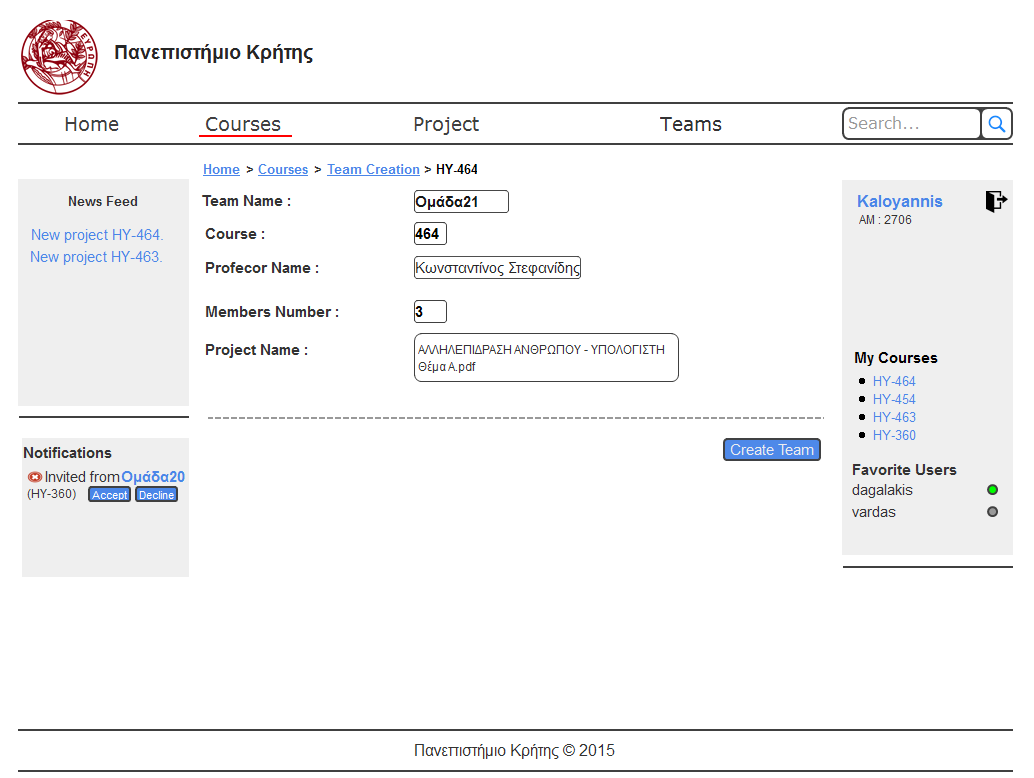 ΕΥΡΩΠΗ
Πανεπιστήμιο Κρήτης
Home
Courses
Project
Teams
Search...
Home > Courses > Team Creation > HY-464
News Feed
New project HY-464.
New project HY-463.
Team Name :
Ομάδα21
Course :
464
Profecor Name :
Κωνσταντίνος Στεφανίδης
Members Number :
3
Project Name :
ΑΛΛΗΛΕΠΙΔΡΑΣΗ ΑΝΘΡΩΠΟΥ - ΥΠΟΛΟΓΙΣΤΗ
Θέμα Α.pdf
Create Team
Notifications
Invited from Ομάδα20
(HY-360) Accept Decline
Kaloyannis
AM : 2706
My Courses
HY-464
HY-454
HY-463
HY-360
Favorite Users
dagalakis
vardas
Πανεπιστήμιο Κρήτης © 2015